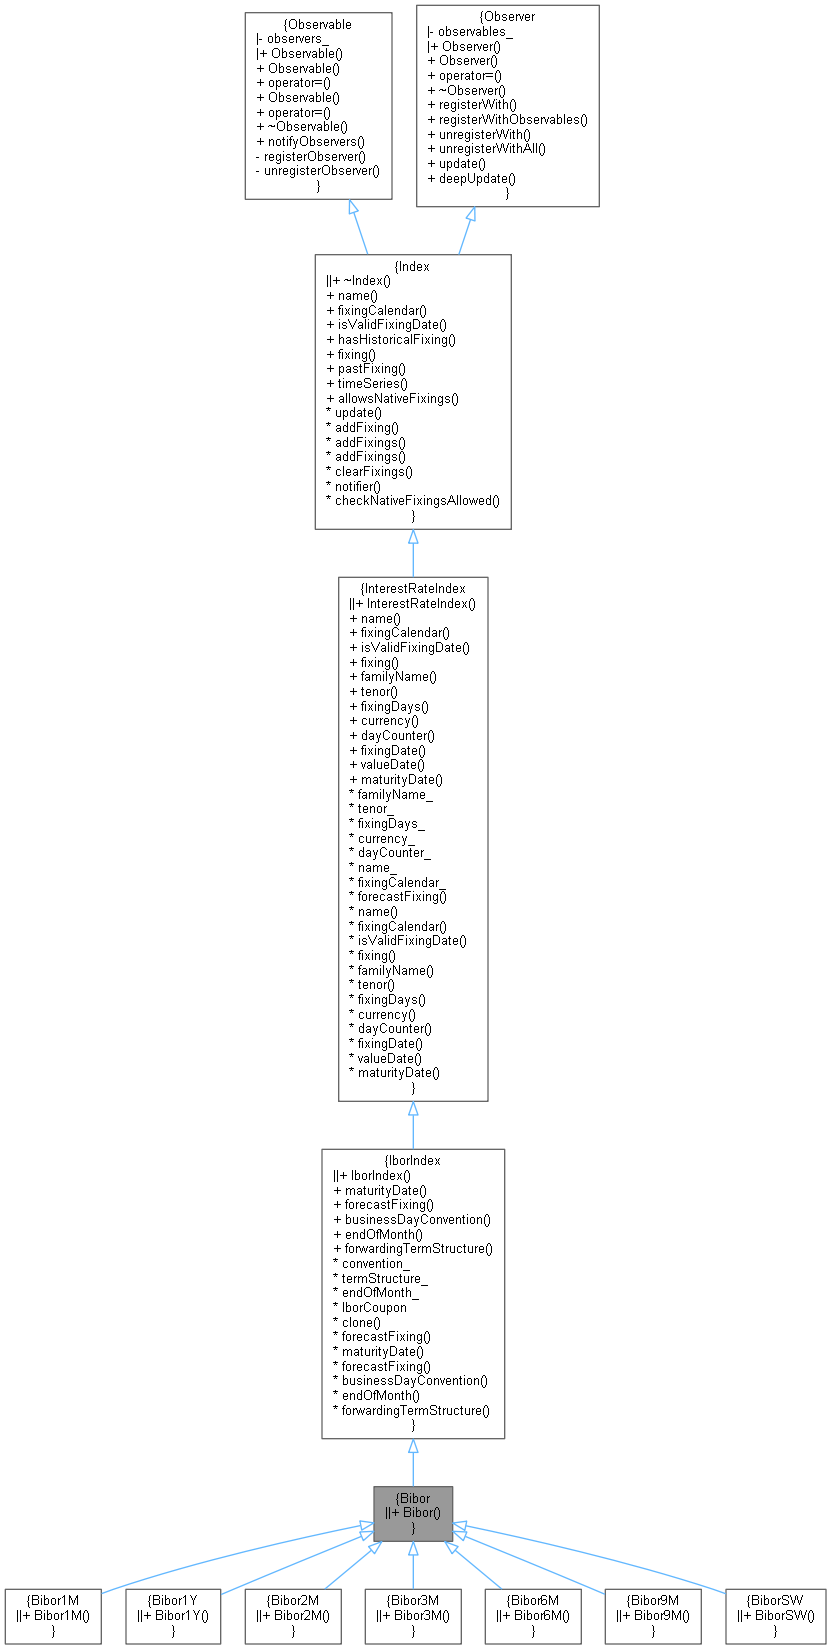 {Observable
|- observers_
|+ Observable()
+ Observable()
+ operator=()
+ Observable()
+ operator=()
+ ~Observable()
+ notifyObservers()
- registerObserver()
- unregisterObserver()
}
{Observer
|- observables_
|+ Observer()
+ Observer()
+ operator=()
+ ~Observer()
+ registerWith()
+ registerWithObservables()
+ unregisterWith()
+ unregisterWithAll()
+ update()
+ deepUpdate()
}
{Index
||+ ~Index()
+ name()
+ fixingCalendar()
+ isValidFixingDate()
+ hasHistoricalFixing()
+ fixing()
+ pastFixing()
+ timeSeries()
+ allowsNativeFixings()
* update()
* addFixing()
* addFixings()
* addFixings()
* clearFixings()
* notifier()
* checkNativeFixingsAllowed()
}
{InterestRateIndex
||+ InterestRateIndex()
+ name()
+ fixingCalendar()
+ isValidFixingDate()
+ fixing()
+ familyName()
+ tenor()
+ fixingDays()
+ currency()
+ dayCounter()
+ fixingDate()
+ valueDate()
+ maturityDate()
* familyName_
* tenor_
* fixingDays_
* currency_
* dayCounter_
* name_
* fixingCalendar_
* forecastFixing()
* name()
* fixingCalendar()
* isValidFixingDate()
* fixing()
* familyName()
* tenor()
* fixingDays()
* currency()
* dayCounter()
* fixingDate()
* valueDate()
* maturityDate()
}
{IborIndex
||+ IborIndex()
+ maturityDate()
+ forecastFixing()
+ businessDayConvention()
+ endOfMonth()
+ forwardingTermStructure()
* convention_
* termStructure_
* endOfMonth_
* IborCoupon
* clone()
* forecastFixing()
* maturityDate()
* forecastFixing()
* businessDayConvention()
* endOfMonth()
* forwardingTermStructure()
}
{Bibor
||+ Bibor()
}
{Bibor1M
||+ Bibor1M()
}
{Bibor1Y
||+ Bibor1Y()
}
{Bibor2M
||+ Bibor2M()
}
{Bibor3M
||+ Bibor3M()
}
{Bibor6M
||+ Bibor6M()
}
{Bibor9M
||+ Bibor9M()
}
{BiborSW
||+ BiborSW()
}